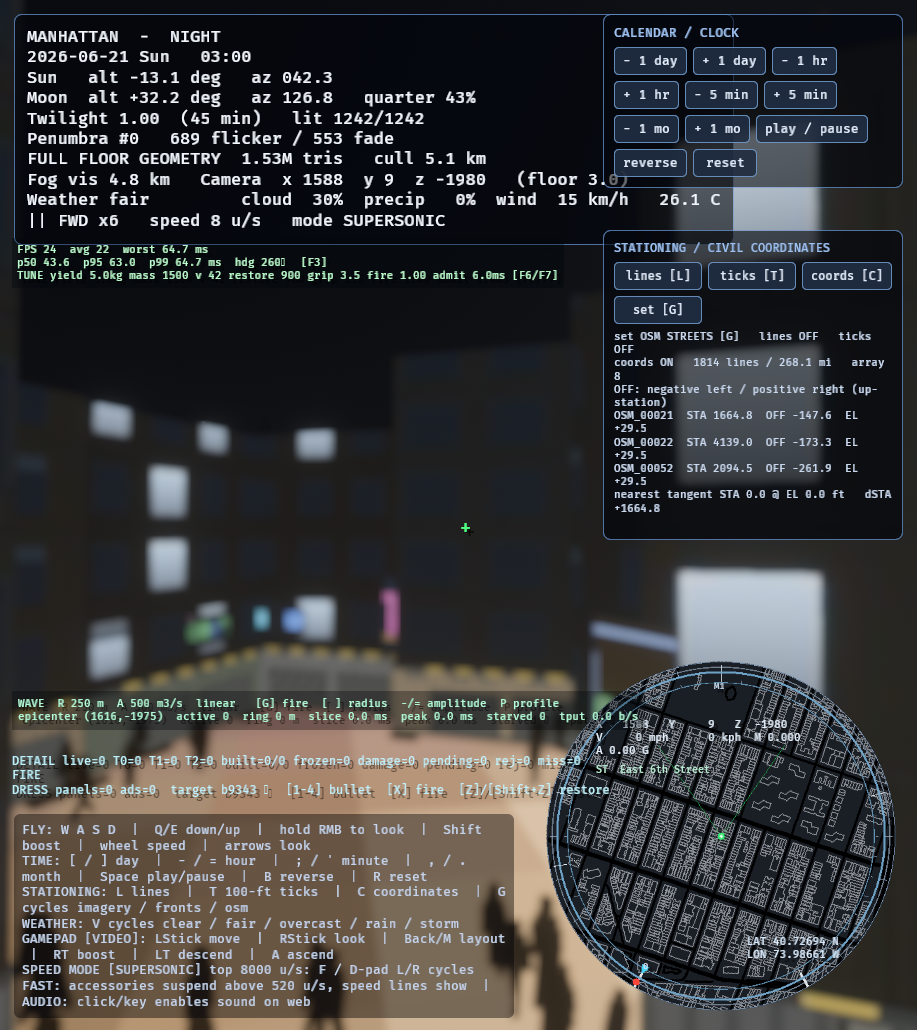 MANHATTAN - NIGHT
2026-06-21 Sun 03:00
Sun alt -13.1 deg az 042.3
Moon alt +32.2 deg az 126.8 quarter 43%
Twilight 1.00 (45 min) lit 1242/1242
Penumbra #0 689 flicker / 553 fade
FULL FLOOR GEOMETRY 1.53M tris cull 5.1 km
Fog vis 4.8 km Camera x 1588 y 9 z -1980 (floor 3.0)
Weather fair cloud 30% precip 0% wind 15 km/h 26.1 C
|| FWD x6 speed 8 u/s mode SUPERSONIC
FPS 24 avg 22 worst 64.7 ms
p50 43.6 p95 63.0 p99 64.7 ms hdg 260 [F3]
TUNE yield 5.0kg mass 1500 v 42 restore 900 grip 3.5 fire 1.00 admit 6.0ms [F6/F7]
CALENDAR / CLOCK
- 1 day + 1 day - 1 hr
+ 1 hr - 5 min + 5 min
- 1 mo + 1 mo play / pause
reverse reset
STATIONING / CIVIL COORDINATES
lines [L] ticks [T] coords [C]
set [G]
set OSM STREETS [G] lines OFF ticks
OFF
coords ON 1814 lines / 268.1 mi array
8
OFF: negative left / positive right (up-
station)
OSM_00021 STA 1664.8 OFF -147.6 EL
+29.5
OSM_00022 STA 4139.0 OFF -173.3 EL
+29.5
OSM_00052 STA 2094.5 OFF -261.9 EL
+29.5
nearest tangent STA 0.0 @ EL 0.0 ft dSTA
+1664.8
WAVE R 250 m A 500 m3/s linear [G] fire [ ] radius -/= amplitude P profile
epicenter (1616,-1975) active 0 ring 0 m slice 0.0 ms peak 0.0 ms starved 0 tput 0.0 b/s
DETAIL live=0 T0=0 T1=0 T2=0 built=0/0 frozen=0 damage=0 pending=0 rej=0 miss=0
FIRE
DRESS panels=0 ads=0 target b9343 [1-4] bullet [X] fire [Z]/[Shift+Z] restore
FLY: W A S D | Q/E down/up | hold RMB to look | Shift
boost | wheel speed | arrows look
TIME: [ / ] day | - / = hour | ; / ' minute | , / .
month | Space play/pause | B reverse | R reset
STATIONING: L lines | T 100-ft ticks | C coordinates | G
cycles imagery / fronts / osm
WEATHER: V cycles clear / fair / overcast / rain / storm
GAMEPAD [VIDEO]: LStick move | RStick look | Back/M layout
| RT boost | LT descend | A ascend
SPEED MODE [SUPERSONIC] top 8000 u/s: F / D-pad L/R cycles
FAST: accessories suspend above 520 u/s, speed lines show |
AUDIO: click/key enables sound on web
X 1588 Y 9 Z -1980
V 0 mph 0 kph M 0.000
A 0.00 G
ST East 6th Street
LAT 40.72694 N
LON 73.98661 W